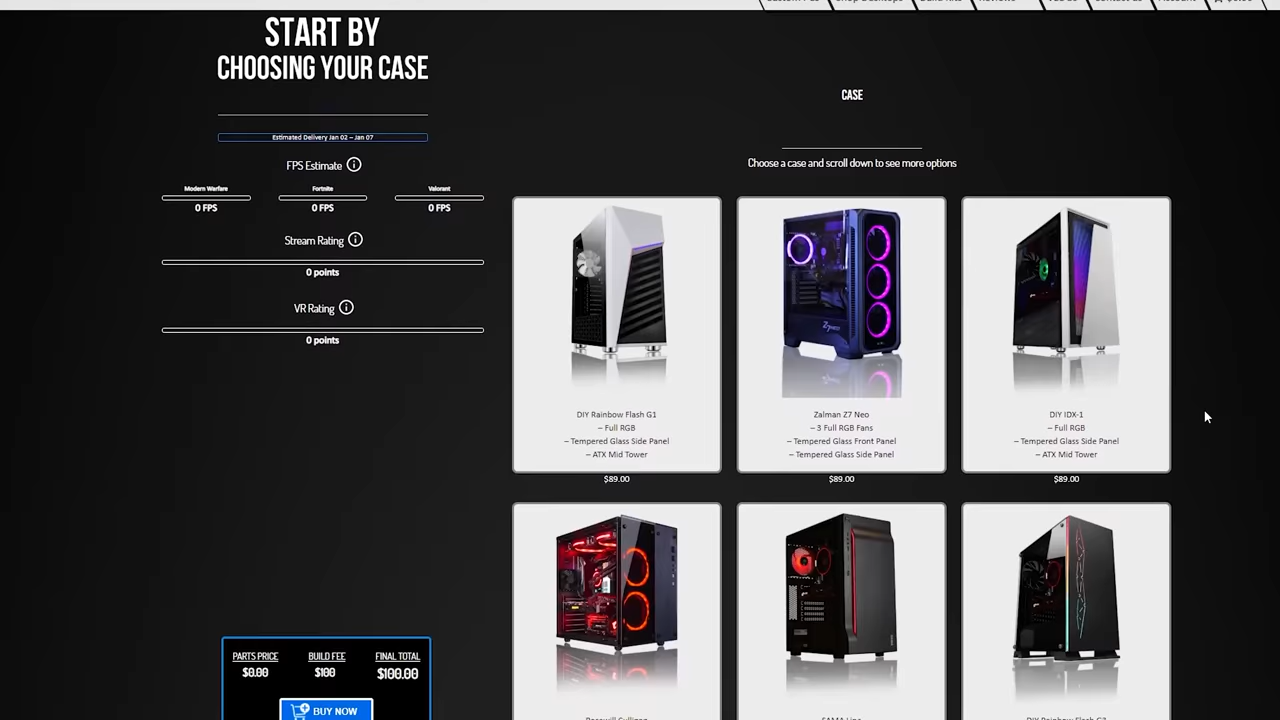 START BY
CHOOSING YOUR CASE
Estimated Delivery Jan 02 – Jan 07
FPS Estimate
Modern Warfare
Fortnite
Valorant
0 FPS
0 FPS
0 FPS
Stream Rating
0 points
VR Rating
0 points
PARTS PRICE
BUILD FEE
FINAL TOTAL
$0.00
$100
$100.00
BUY NOW
CASE
Choose a case and scroll down to see more options
DIY Rainbow Flash G1
– Full RGB
– Tempered Glass Side Panel
– ATX Mid Tower
$89.00
Zalman Z7 Neo
– 3 Full RGB Fans
– Tempered Glass Front Panel
– Tempered Glass Side Panel
$89.00
DIY IDX-1
– Full RGB
– Tempered Glass Side Panel
– ATX Mid Tower
$89.00